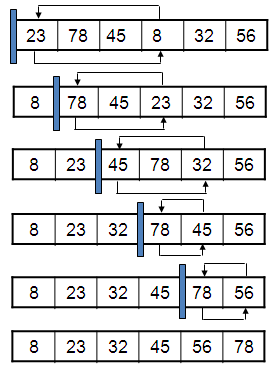 23 78 45 8 32 56
8 78 45 23 32 56
8 23 45 78 32 56
8 23 32 78 45 56
8 23 32 45 78 56
8 23 32 45 56 78